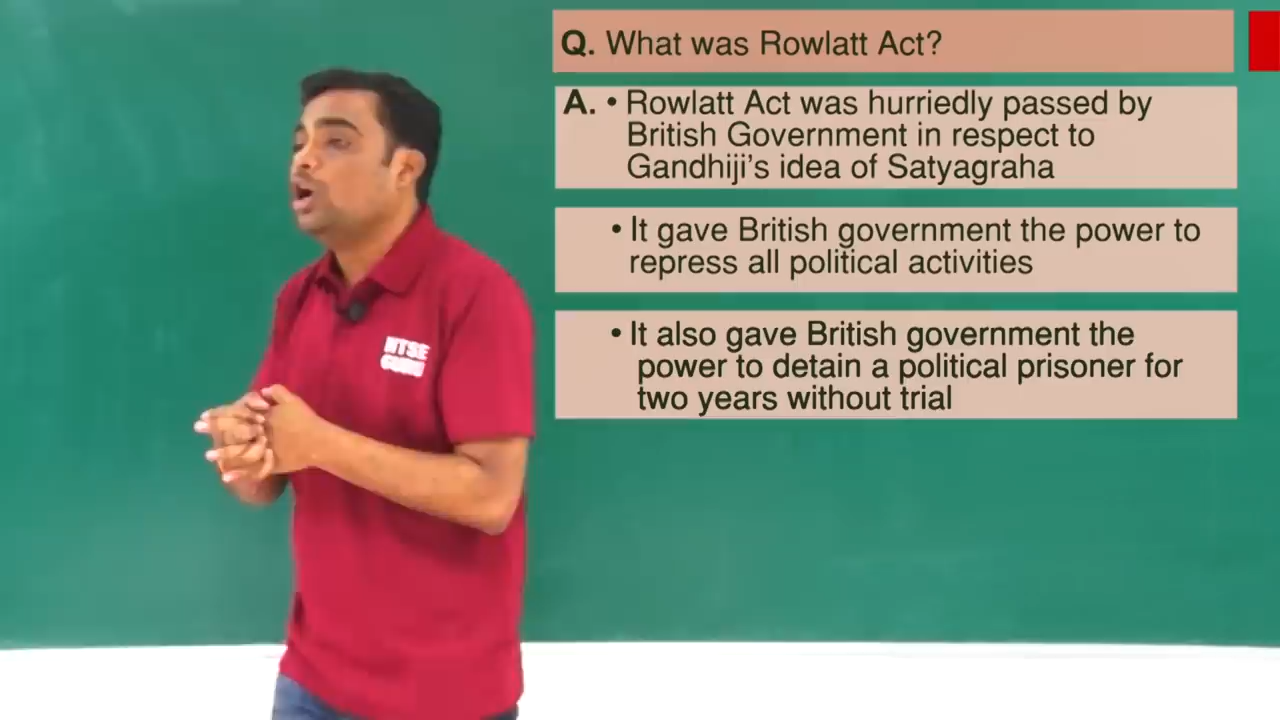 Q. What was Rowlatt Act?
A. • Rowlatt Act was hurriedly passed by
British Government in respect to
Gandhiji's idea of Satyagraha
• It gave British government the power to
repress all political activities
• It also gave British government the
power to detain a political prisoner for
two years without trial
NTSE
GURU